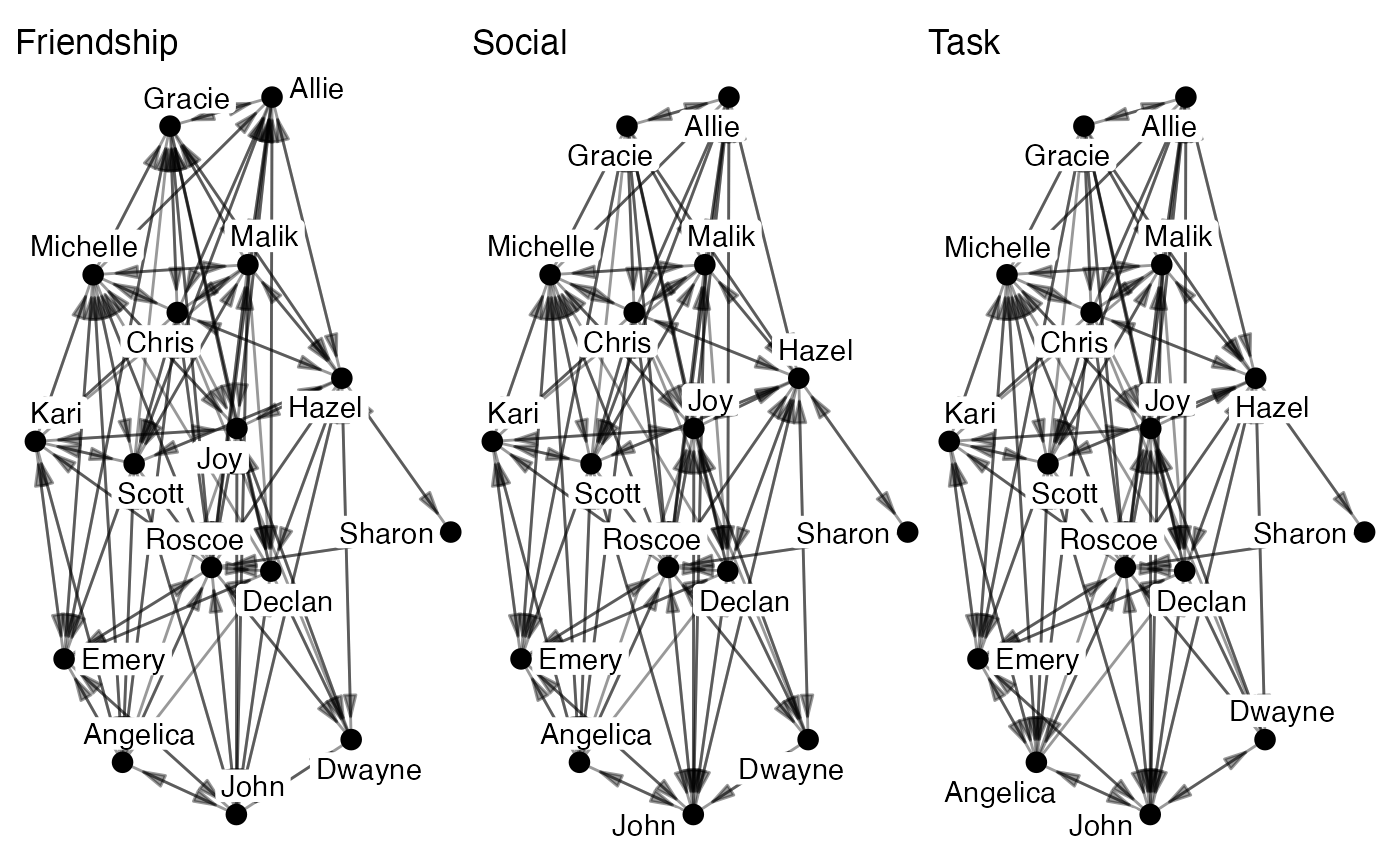 Friendship
Allie
Gracie
Michelle
Malik
Chris
Kari
Hazel
Joy
Scott
Roscoe
Sharon
Declan
Emery
Angelica
John
Dwayne
Social
Allie
Gracie
Michelle
Malik
Chris
Hazel
Kari
Joy
Scott
Roscoe
Sharon
Declan
Emery
Angelica
Dwayne
John
Task
Allie
Gracie
Michelle
Malik
Chris
Kari
Joy
Hazel
Scott
Roscoe
Sharon
Declan
Emery
Dwayne
Angelica
John